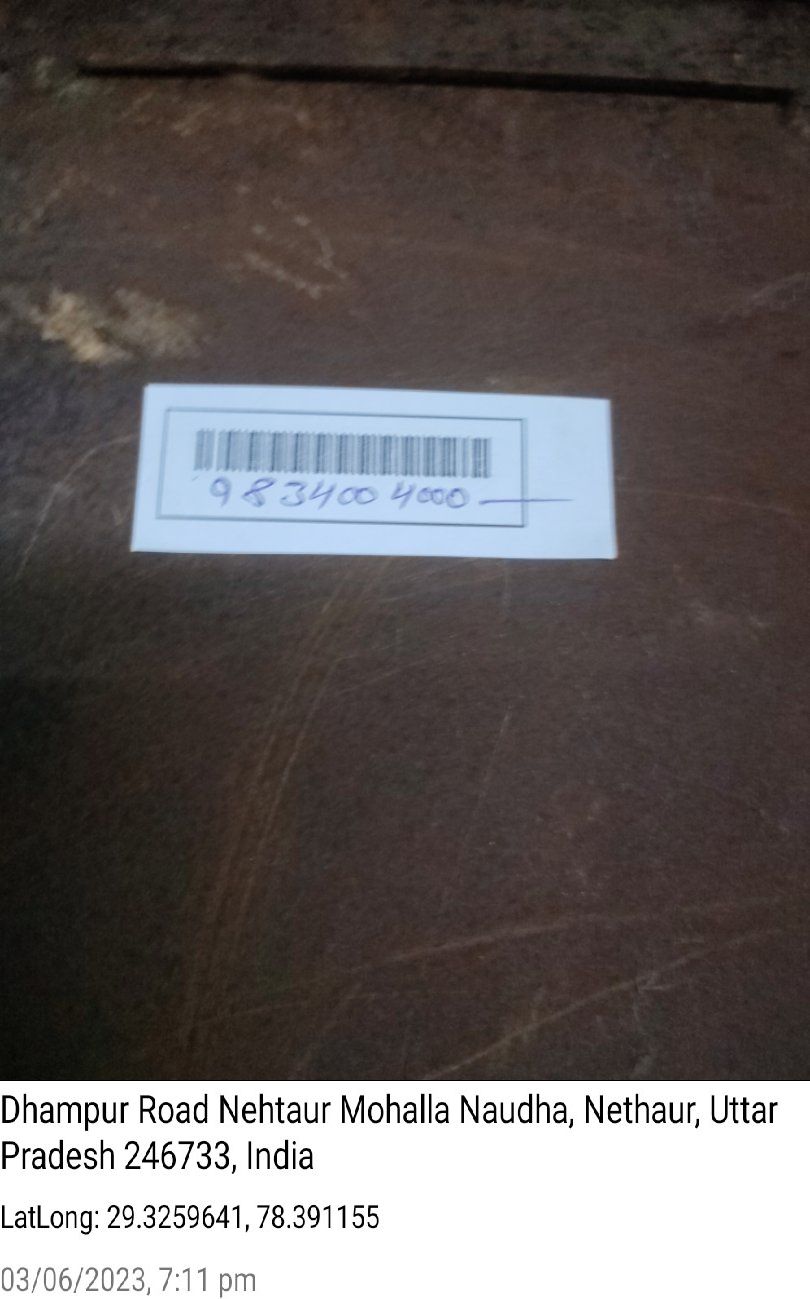 9834004000
Dhampur Road Nehtaur Mohalla Naudha, Nethaur, Uttar
Pradesh 246733, India
LatLong: 29.3259641, 78.391155
03/06/2023, 7:11 pm